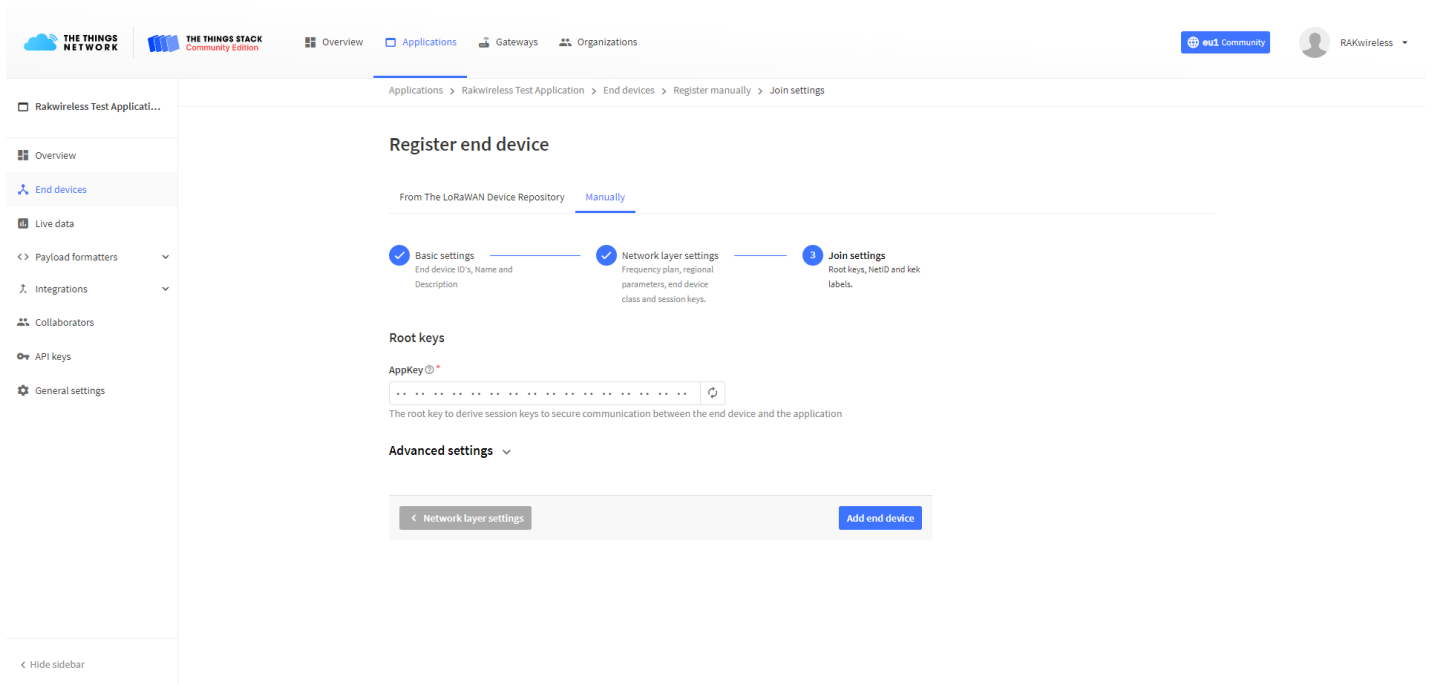 THE THINGS
NETWORK
THE THINGS STACK
Community Edition
Overview
Applications
Gateways
Organizations
eu1 Community
RAKwireless
Rakwireless Test Applicati...
Overview
End devices
Live data
Payload formatters
Integrations
Collaborators
API keys
General settings
Hide sidebar
Applications > Rakwireless Test Application > End devices > Register manually > Join settings
Register end device
From The LoRaWAN Device Repository
Manually
Basic settings
End device ID's, Name and
Description
Network layer settings
Frequency plan, regional
parameters, end device
class and session keys.
3
Join settings
Root keys, NetID and kek
labels.
Root keys
AppKey *
·· ·· ·· ·· ·· ·· ·· ·· ·· ·· ·· ·· ·· ·· ·· ··
The root key to derive session keys to secure communication between the end device and the application
Advanced settings
Network layer settings
Add end device